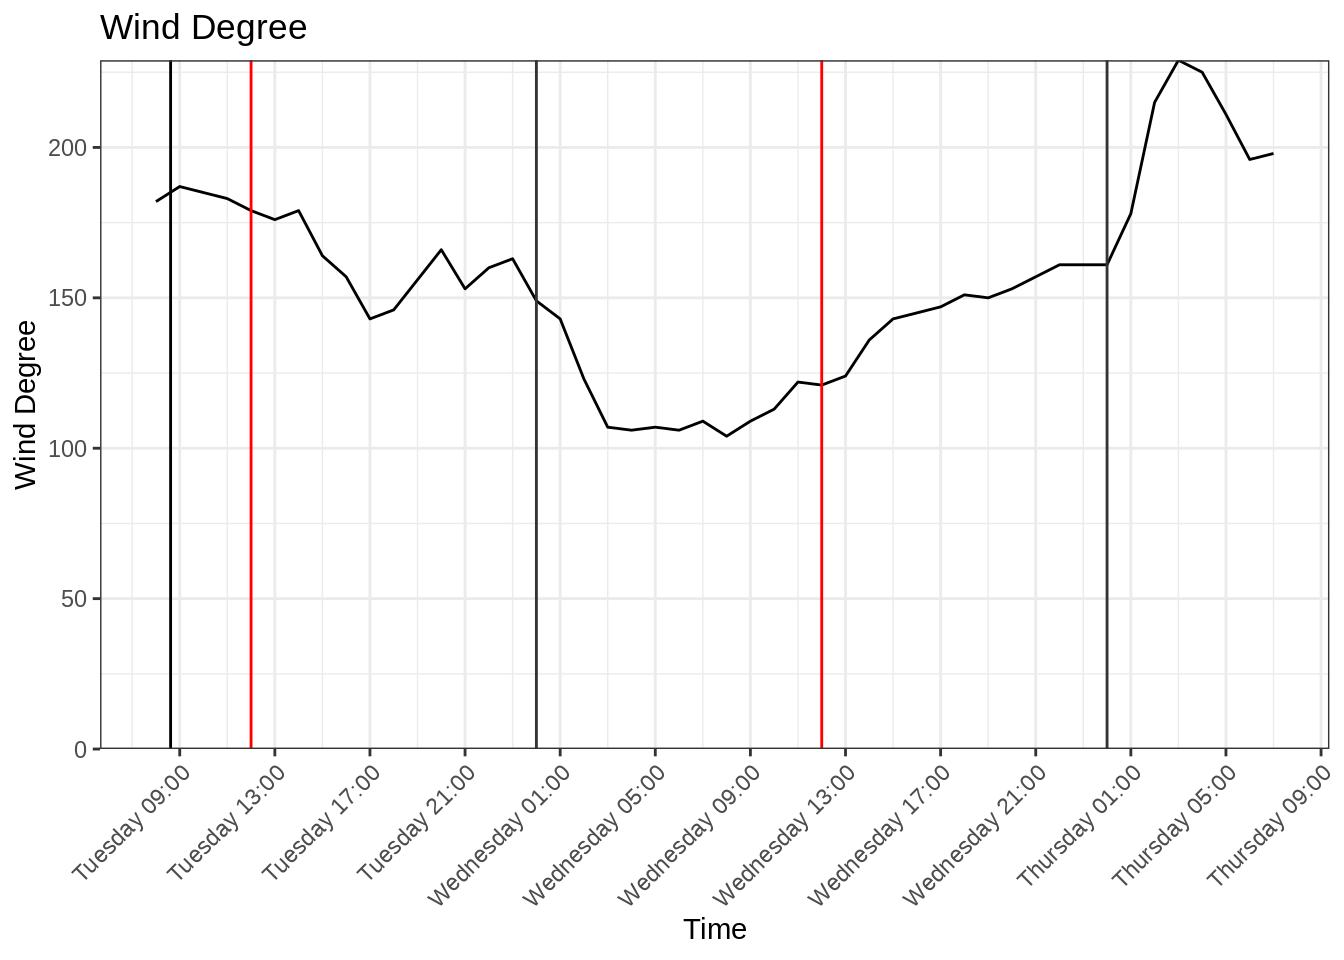 Wind Degree
Wind Degree
200
150
100
50
0
Tuesday 09:00
Tuesday 13:00
Tuesday 17:00
Tuesday 21:00
Wednesday 01:00
Wednesday 05:00
Wednesday 09:00
Wednesday 13:00
Wednesday 17:00
Wednesday 21:00
Thursday 01:00
Thursday 05:00
Thursday 09:00
Time